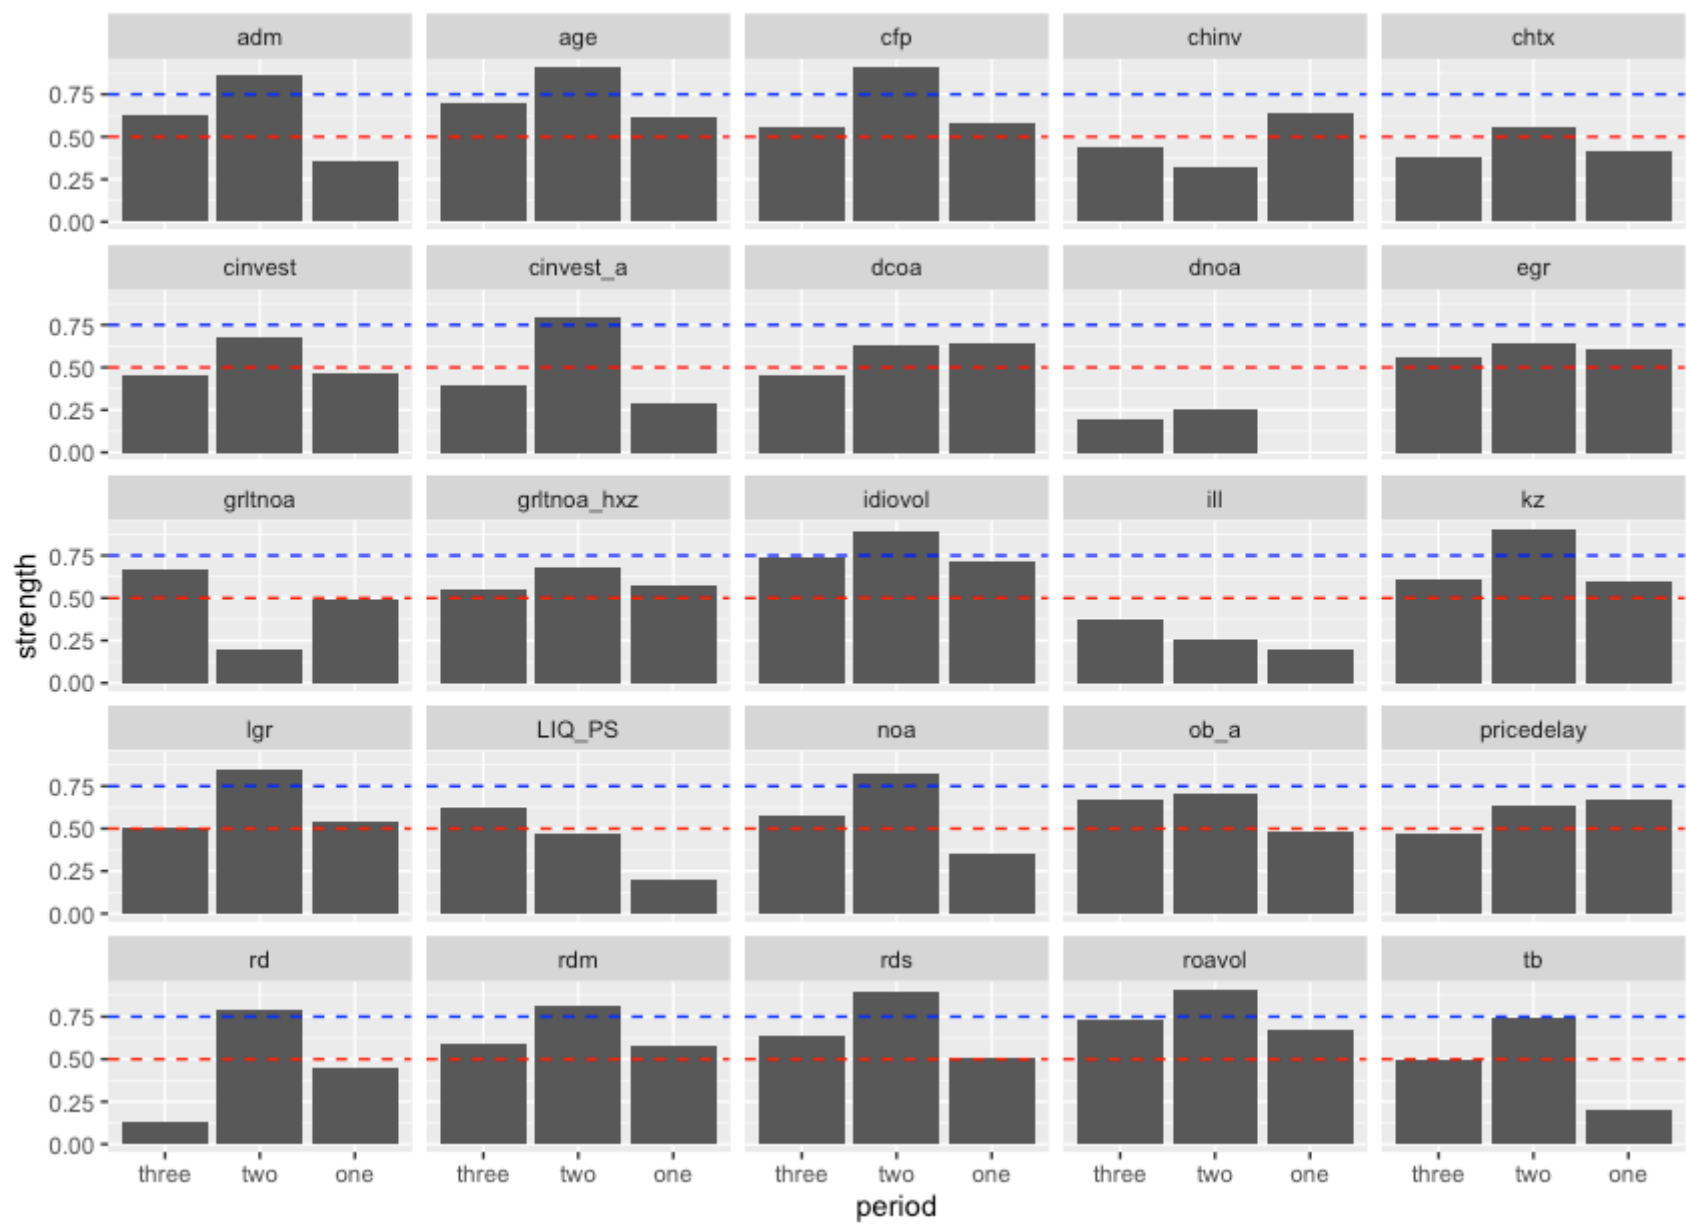 adm age cfp chinv chtx
0.75
0.50
0.25
0.00
cinvest cinvest_a dcoa dnoa egr
0.75
0.50
0.25
0.00
grltnoa grltnoa_hxz idiovol ill kz
0.75
0.50
0.25
0.00
strength
lgr LIQ_PS noa ob_a pricedelay
0.75
0.50
0.25
0.00
rd rdm rds roavol tb
0.75
0.50
0.25
0.00
three two one three two one three two one three two one three two one
period